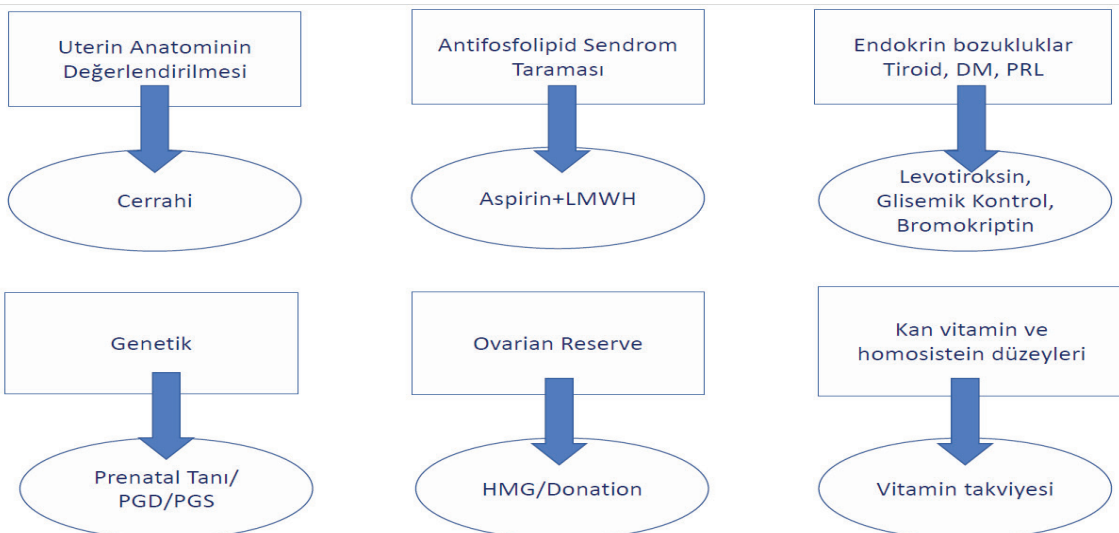 Uterin Anatominin
Değerlendirilmesi
Cerrahi
Antifosfolipid Sendrom
Taraması
Aspirin+LMWH
Endokrin bozukluklar
Tiroid, DM, PRL
Levotiroksin,
Glisemik Kontrol,
Bromokriptin
Genetik
Prenatal Tanı/
PGD/PGS
Ovarian Reserve
HMG/Donation
Kan vitamin ve
homosistein düzeyleri
Vitamin takviyesi